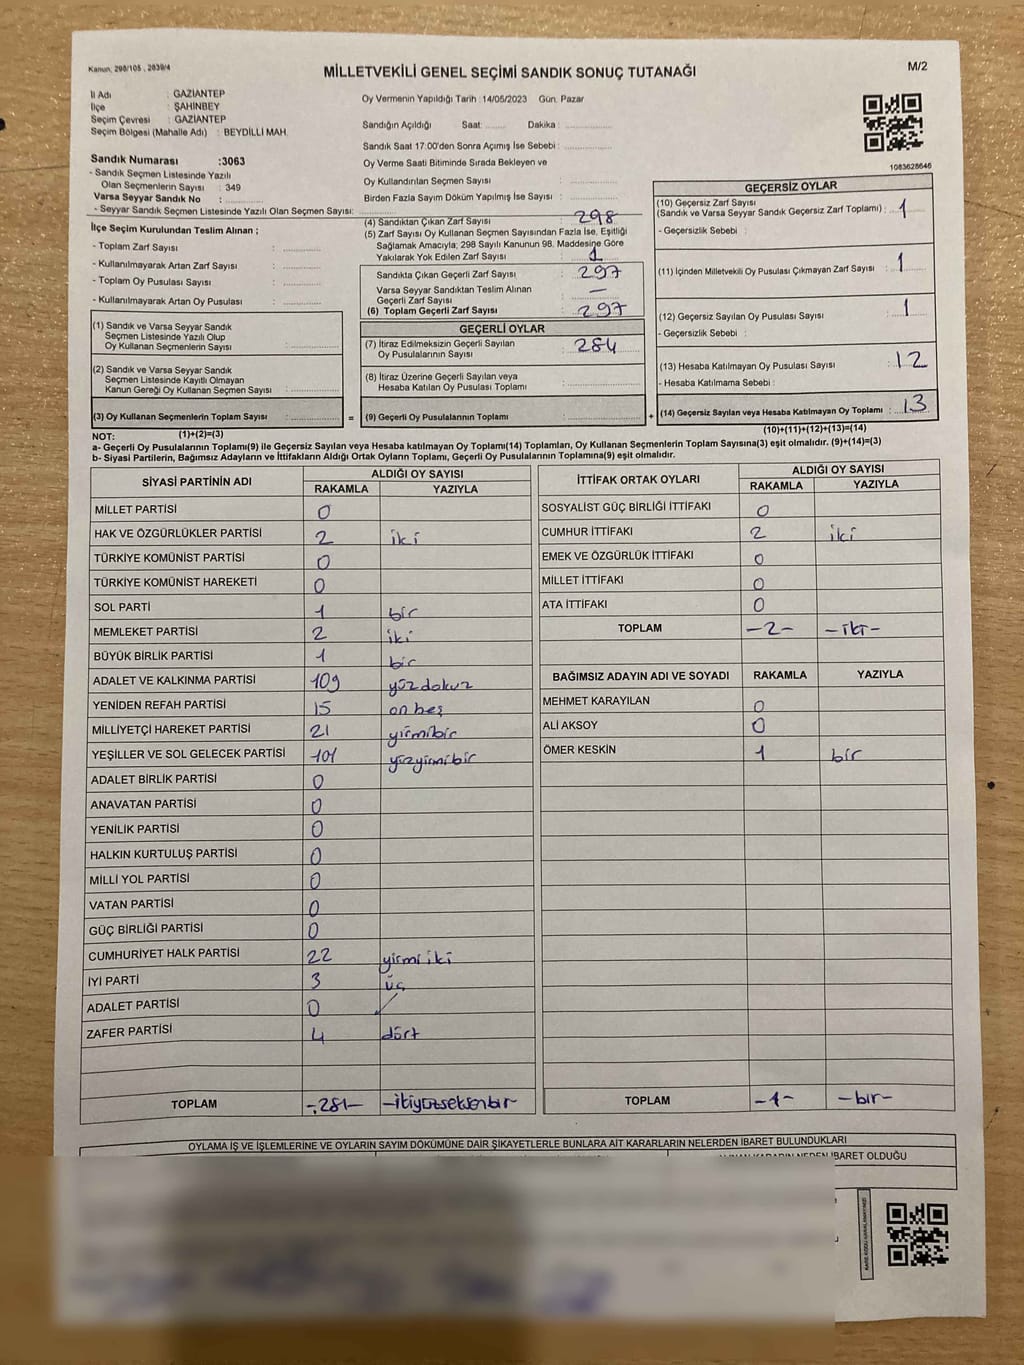 Kanun, 298/105 , 2839/4
MİLLETVEKİLİ GENEL SEÇİMİ SANDIK SONUÇ TUTANAĞI
M/2
İl Adı : GAZİANTEP
İlçe : ŞAHİNBEY
Seçim Çevresi : GAZİANTEP
Seçim Bölgesi (Mahalle Adı) : BEYDİLLİ MAH.
Sandık Numarası :3063
- Sandık Seçmen Listesinde Yazılı
Olan Seçmenlerin Sayısı : 349
Varsa Seyyar Sandık No :
- Seyyar Sandık Seçmen Listesinde Yazılı Olan Seçmen Sayısı:
Oy Vermenin Yapıldığı Tarih : 14/05/2023 Gün. Pazar
Sandığın Açıldığı Saat: Dakika :
Sandık Saat 17:00'den Sonra Açımış İse Sebebi :
Oy Verme Saati Bitiminde Sırada Bekleyen ve
Oy Kullandırılan Seçmen Sayısı :
Birden Fazla Sayım Döküm Yapılmış İse Sayısı :
1083628646
İlçe Seçim Kurulundan Teslim Alınan ;
- Toplam Zarf Sayısı :
- Kullanılmayarak Artan Zarf Sayısı :
- Toplam Oy Pusulası Sayısı :
- Kullanılmayarak Artan Oy Pusulası :
(4) Sandıktan Çıkan Zarf Sayısı : 298
(5) Zarf Sayısı Oy Kullanan Seçmen Sayısından Fazla İse, Eşitliği
Sağlamak Amacıyla; 298 Sayılı Kanunun 98. Maddesine Göre
Yakılarak Yok Edilen Zarf Sayısı : 1
Sandıkta Çıkan Geçerli Zarf Sayısı : 297
Varsa Seyyar Sandıktan Teslim Alınan
Geçerli Zarf Sayısı : —
(6) Toplam Geçerli Zarf Sayısı : 297
GEÇERSİZ OYLAR
(10) Geçersiz Zarf Sayısı
(Sandık ve Varsa Seyyar Sandık Geçersiz Zarf Toplamı) : 1
- Geçersizlik Sebebi :
(11) İçinden Milletvekili Oy Pusulası Çıkmayan Zarf Sayısı : 1
(12) Geçersiz Sayılan Oy Pusulası Sayısı : 1
- Geçersizlik Sebebi :
(13) Hesaba Katılmayan Oy Pusulası Sayısı : 12
- Hesaba Katılmama Sebebi :
(14) Geçersiz Sayılan veya Hesaba Katılmayan Oy Toplamı : 13
(10)+(11)+(12)+(13)=(14)
(1) Sandık ve Varsa Seyyar Sandık
Seçmen Listesinde Yazılı Olup
Oy Kullanan Seçmenlerin Sayısı :
(2) Sandık ve Varsa Seyyar Sandık
Seçmen Listesinde Kayıtlı Olmayan
Kanun Gereği Oy Kullanan Seçmen Sayısı :
(3) Oy Kullanan Seçmenlerin Toplam Sayısı : =
(1)+(2)=(3)
GEÇERLİ OYLAR
(7) İtiraz Edilmeksizin Geçerli Sayılan
Oy Pusulalarının Sayısı : 284
(8) İtiraz Üzerine Geçerli Sayılan veya
Hesaba Katılan Oy Pusulası Toplamı :
(9) Geçerli Oy Pusulalarının Toplamı : +
NOT:
a- Geçerli Oy Pusulalarının Toplamı(9) ile Geçersiz Sayılan veya Hesaba katılmayan Oy Toplamı(14) Toplamları, Oy Kullanan Seçmenlerin Toplam Sayısına(3) eşit olmalıdır. (9)+(14)=(3)
b- Siyasi Partilerin, Bağımsız Adayların ve İttifakların Aldığı Ortak Oyların Toplamı, Geçerli Oy Pusulalarının Toplamına(9) eşit olmalıdır.
SİYASİ PARTİNİN ADI ALDIĞI OY SAYISI
RAKAMLA YAZIYLA
MİLLET PARTİSİ 0
HAK VE ÖZGÜRLÜKLER PARTİSİ 2 iki
TÜRKİYE KOMÜNİST PARTİSİ 0
TÜRKİYE KOMÜNİST HAREKETİ 0
SOL PARTİ 1 bir
MEMLEKET PARTİSİ 2 iki
BÜYÜK BİRLİK PARTİSİ 1 bir
ADALET VE KALKINMA PARTİSİ 109 yüzdokuz
YENİDEN REFAH PARTİSİ 15 onbeş
MİLLİYETÇİ HAREKET PARTİSİ 21 yirmibir
YEŞİLLER VE SOL GELECEK PARTİSİ 101 yüzyirmibir
ADALET BİRLİK PARTİSİ 0
ANAVATAN PARTİSİ 0
YENİLİK PARTİSİ 0
HALKIN KURTULUŞ PARTİSİ 0
MİLLİ YOL PARTİSİ 0
VATAN PARTİSİ 0
GÜÇ BİRLİĞİ PARTİSİ 0
CUMHURİYET HALK PARTİSİ 22 yirmi iki
İYİ PARTİ 3 üç
ADALET PARTİSİ 0
ZAFER PARTİSİ 4 dört
TOPLAM -281- -ikiyüzseksenbir-
İTTİFAK ORTAK OYLARI ALDIĞI OY SAYISI
RAKAMLA YAZIYLA
SOSYALİST GÜÇ BİRLİĞİ İTTİFAKI 0
CUMHUR İTTİFAKI 2 iki
EMEK VE ÖZGÜRLÜK İTTİFAKI 0
MİLLET İTTİFAKI 0
ATA İTTİFAKI 0
TOPLAM -2- -iki-
BAĞIMSIZ ADAYIN ADI VE SOYADI RAKAMLA YAZIYLA
MEHMET KARAYILAN 0
ALİ AKSOY 0
ÖMER KESKİN 1 bir
TOPLAM -1- -bir-
OYLAMA İŞ VE İŞLEMLERİNE VE OYLARIN SAYIM DÖKÜMÜNE DAİR ŞİKAYETLERLE BUNLARA AİT KARARLARIN NELERDEN İBARET BULUNDUKLARI
İBARET OLDUĞU